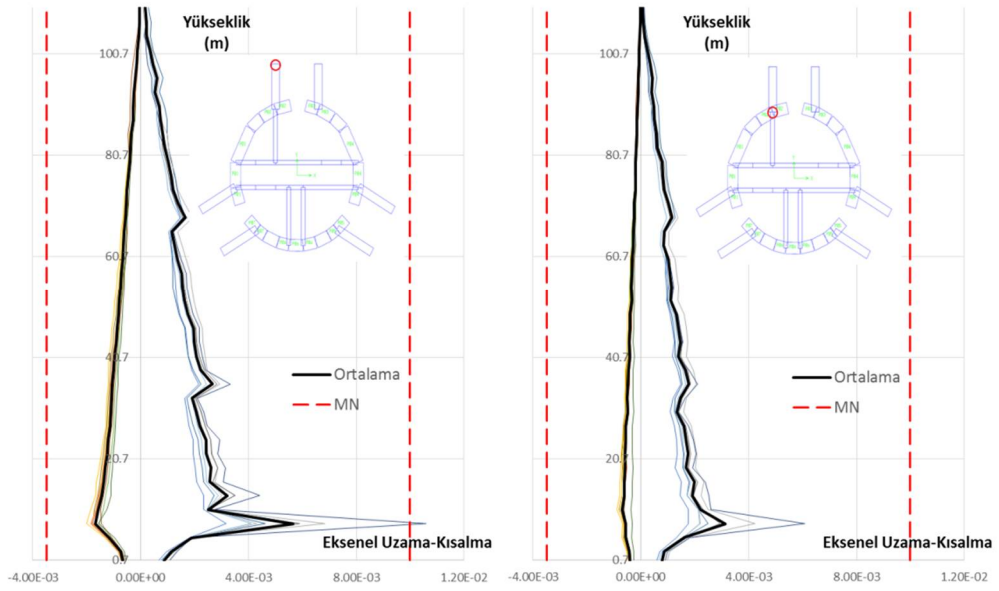 Yükseklik
(m)
100.7
80.7
60.7
40.7
20.7
0.7
Ortalama
MN
Eksenel Uzama-Kısalma
-4.00E-03
0.00E+00
4.00E-03
8.00E-03
1.20E-02
Yükseklik
(m)
100.7
80.7
60.7
40.7
20.7
0.7
Ortalama
MN
Eksenel Uzama-Kısalma
-4.00E-03
0.00E+00
4.00E-03
8.00E-03
1.20E-02